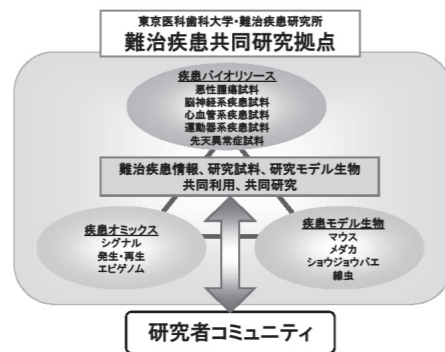 東京医科歯科大学・難治疾患研究所
難治疾患共同研究拠点
疾患バイオリソース
悪性腫瘍試料
脳神経系疾患試料
心血管系疾患試料
運動器系疾患試料
先天異常症試料
難治疾患情報、研究試料、研究モデル生物
共同利用、共同研究
疾患オミックス
シグナル
発生・再生
エピゲノム
疾患モデル生物
マウス
メダカ
ショウジョウバエ
線虫
研究者コミュニティ